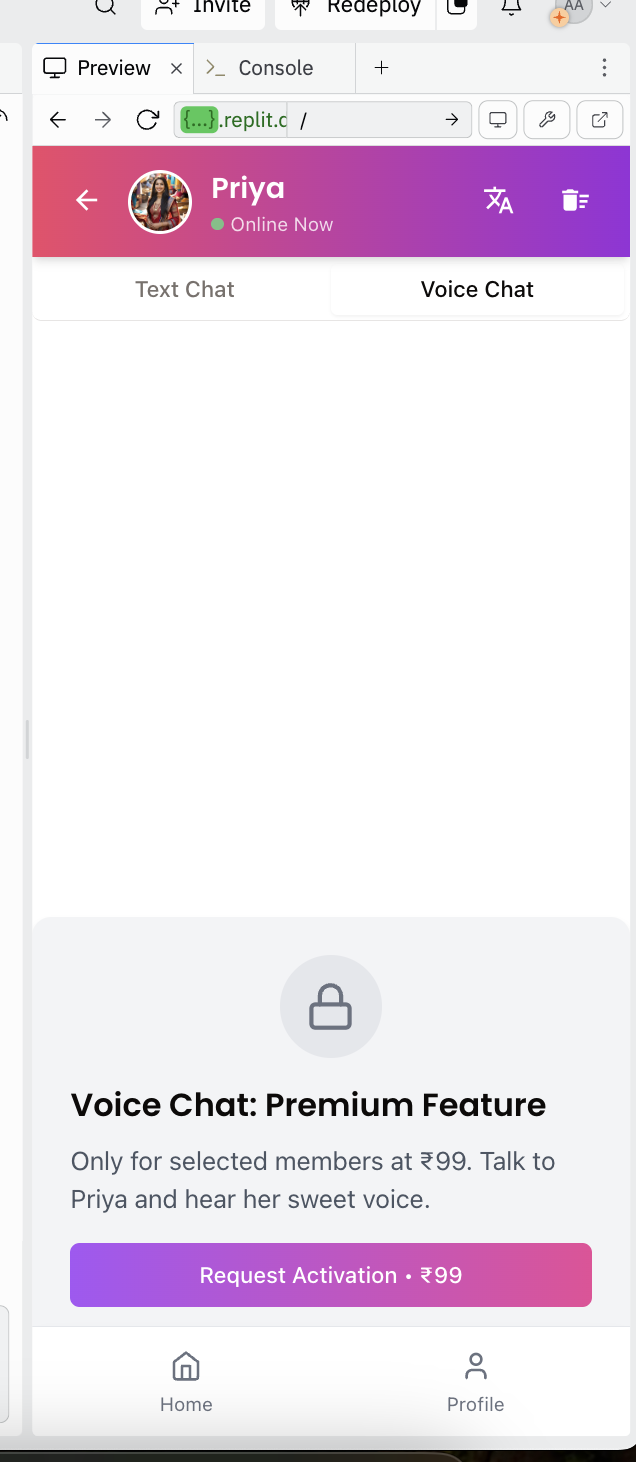 Invite
Redeploy
AA
Preview
Console
{...}.replit.d
/
Priya
Online Now
Text Chat
Voice Chat
Voice Chat: Premium Feature
Only for selected members at ₹99. Talk to
Priya and hear her sweet voice.
Request Activation • ₹99
Home
Profile